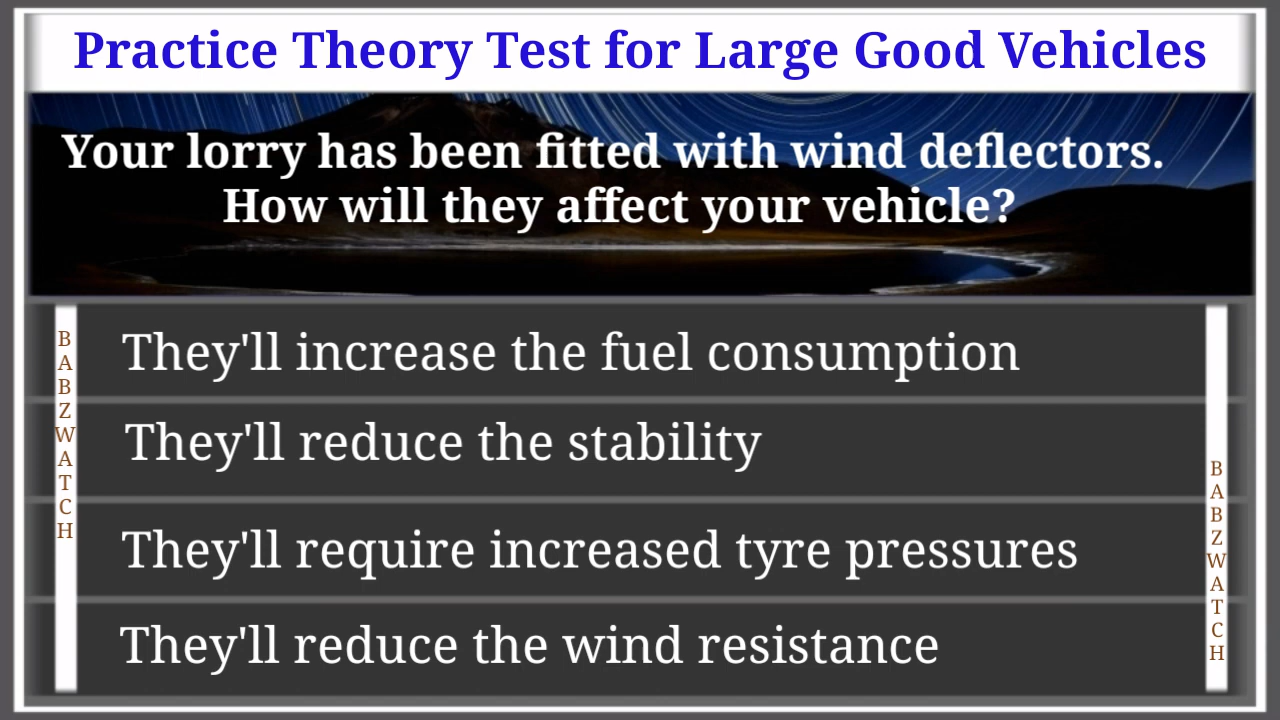 Practice Theory Test for Large Good Vehicles
Your lorry has been fitted with wind deflectors.
How will they affect your vehicle?
They'll increase the fuel consumption
They'll reduce the stability
They'll require increased tyre pressures
They'll reduce the wind resistance
BABZWATCH
BABZWATCH